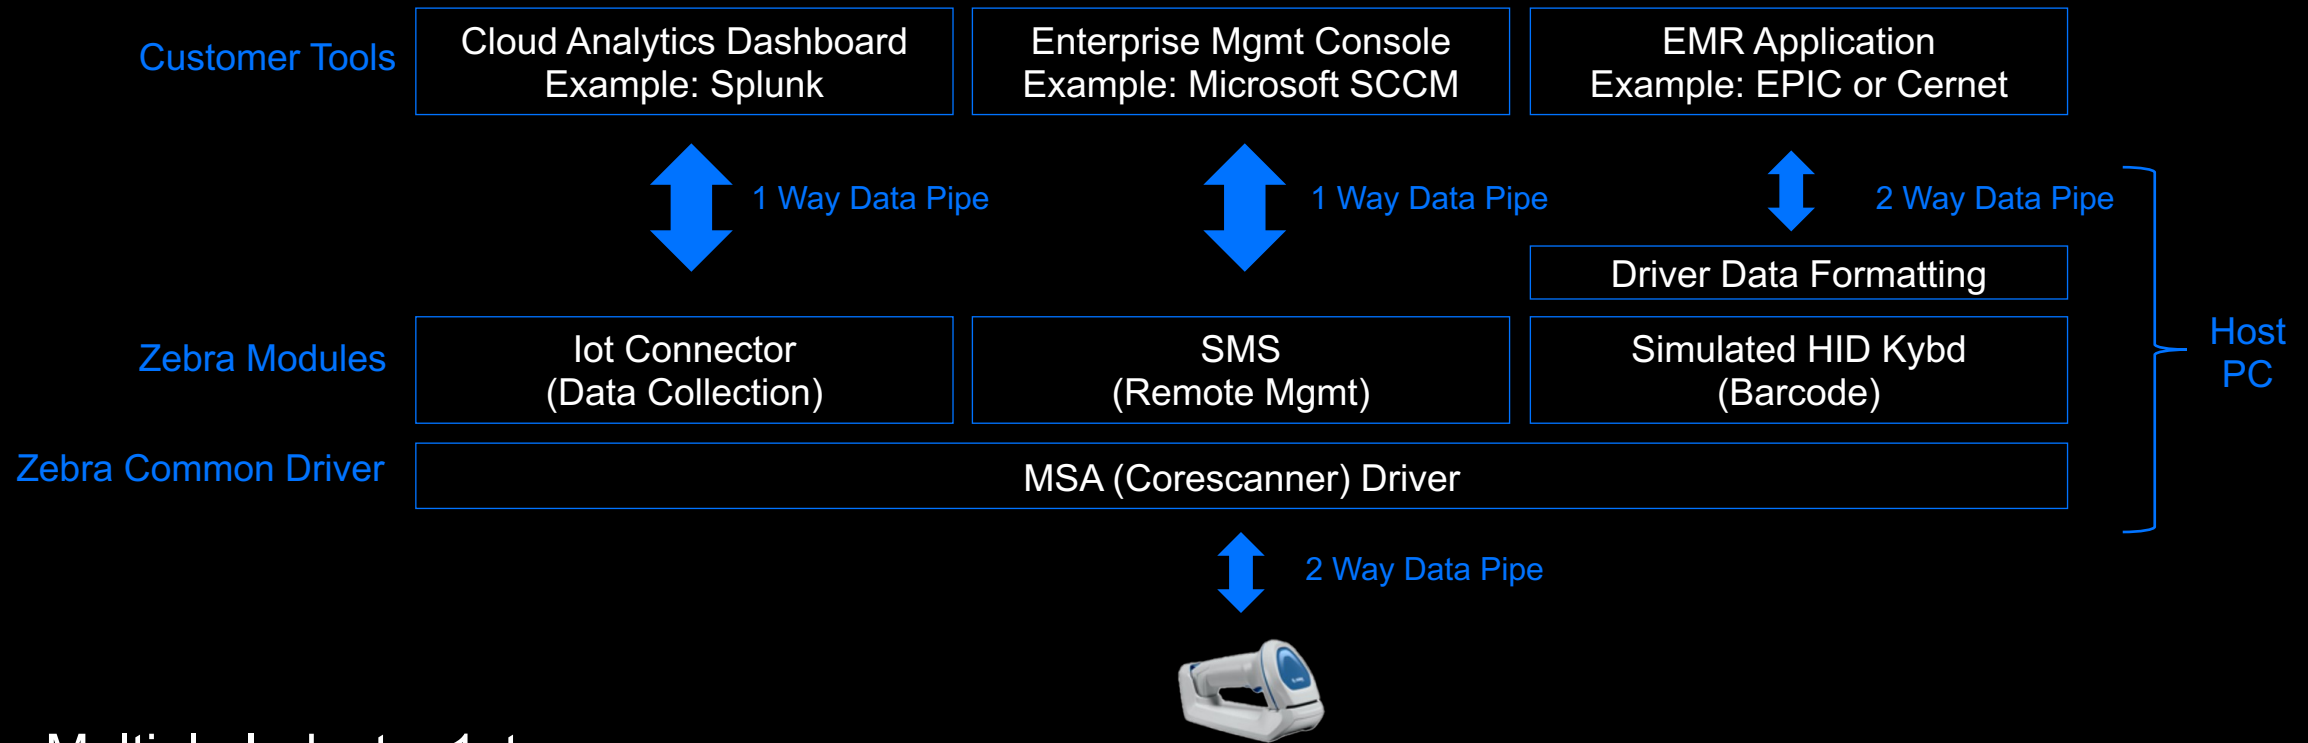 Customer Tools
Cloud Analytics Dashboard
Example: Splunk
Enterprise Mgmt Console
Example: Microsoft SCCM
EMR Application
Example: EPIC or Cernet
1 Way Data Pipe
1 Way Data Pipe
2 Way Data Pipe
Driver Data Formatting
Zebra Modules
Iot Connector
(Data Collection)
SMS
(Remote Mgmt)
Simulated HID Kybd
(Barcode)
Host
PC
Zebra Common Driver
MSA (Corescanner) Driver
2 Way Data Pipe